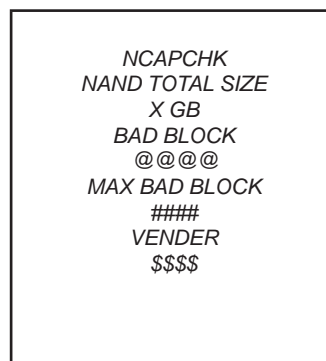 NCAPCHK
NAND TOTAL SIZE
X GB
BAD BLOCK
@@@@
MAX BAD BLOCK
####
VENDER
$$$$